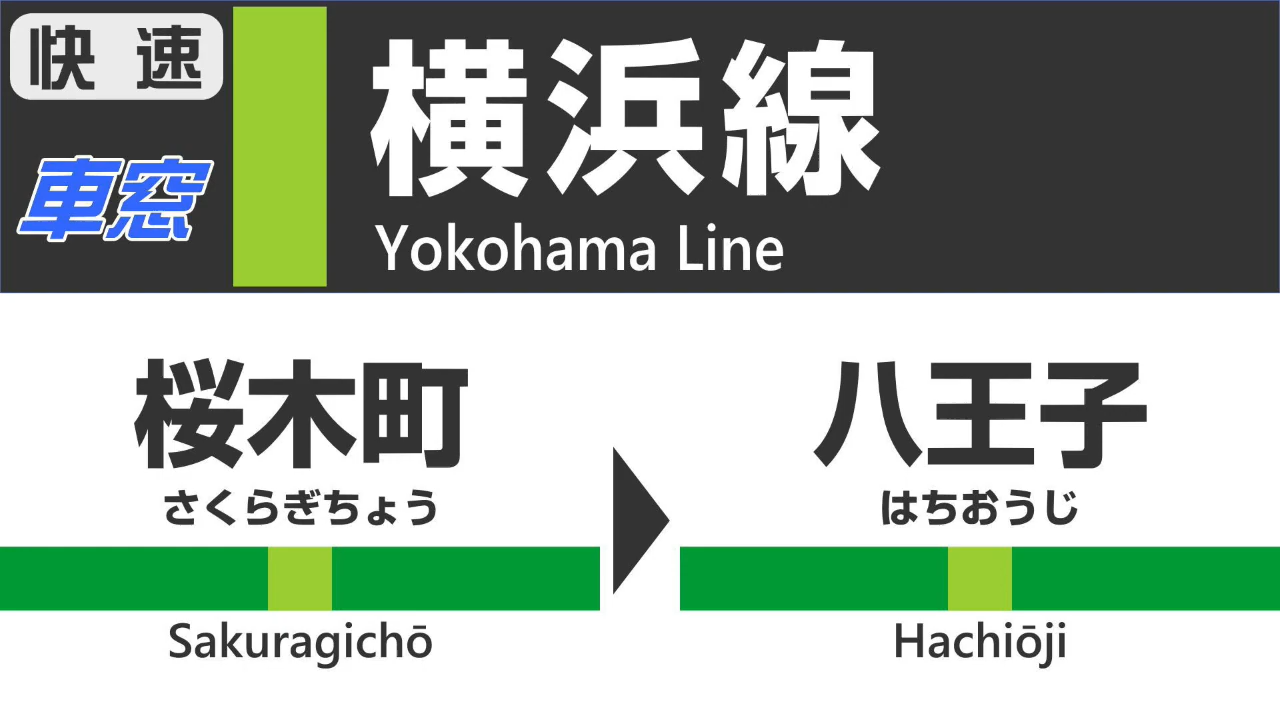 快速
車窓
横浜線
Yokohama Line
桜木町
さくらぎちょう
Sakuragichō
八王子
はちおうじ
Hachiōji